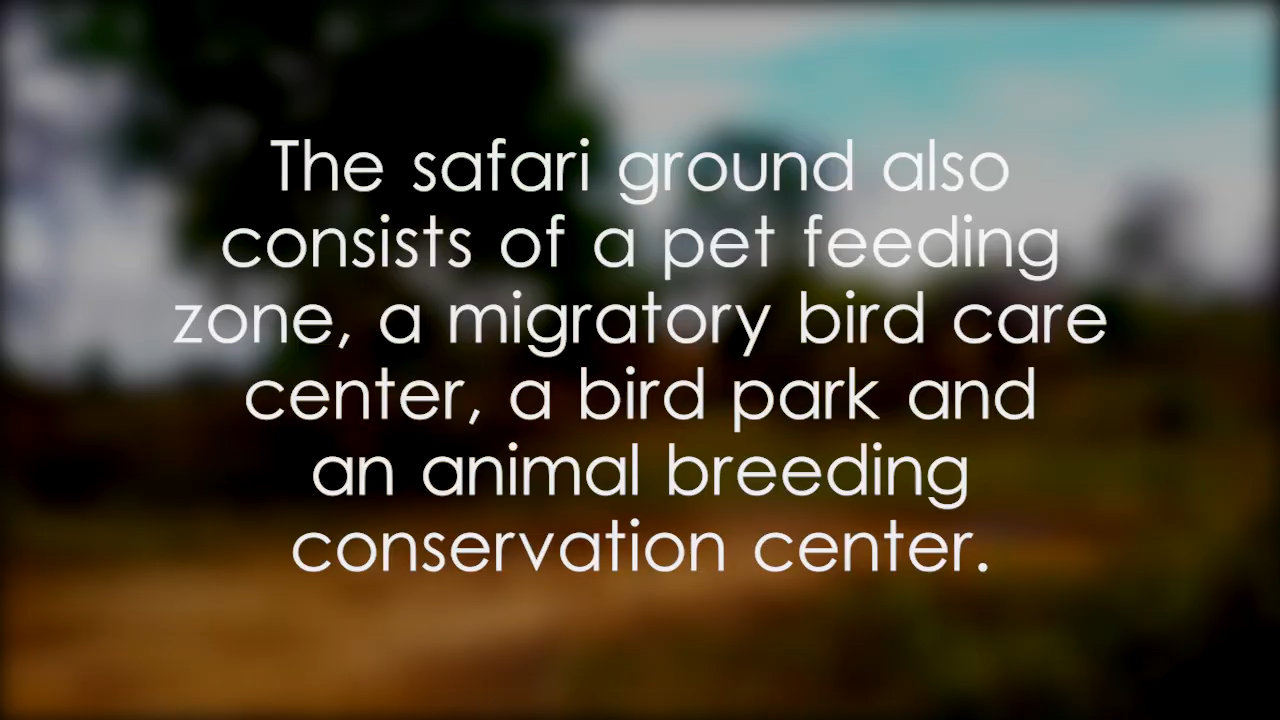 The safari ground also
consists of a pet feeding
zone, a migratory bird care
center, a bird park and
an animal breeding
conservation center.